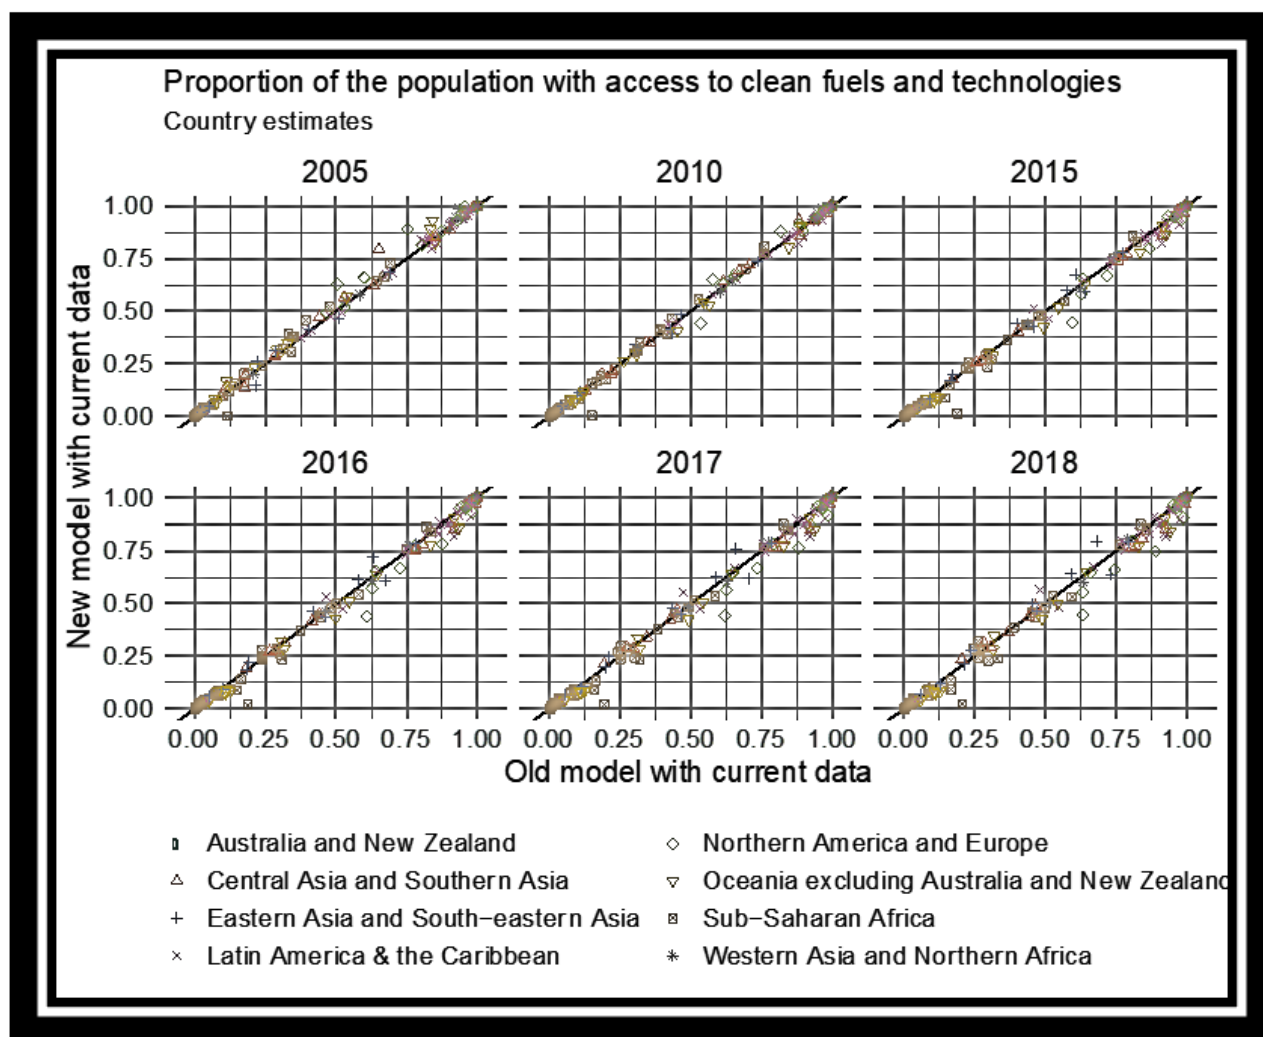 Proportion of the population with access to clean fuels and technologies
Country estimates
2005 2010 2015
1.00
0.75
0.50
0.25
0.00
2016 2017 2018
1.00
0.75
0.50
0.25
0.00
0.00 0.25 0.50 0.75 1.00 0.00 0.25 0.50 0.75 1.00 0.00 0.25 0.50 0.75 1.00
New model with current data
Old model with current data
Australia and New Zealand
Central Asia and Southern Asia
Eastern Asia and South−eastern Asia
Latin America & the Caribbean
Northern America and Europe
Oceania excluding Australia and New Zealand
Sub−Saharan Africa
Western Asia and Northern Africa